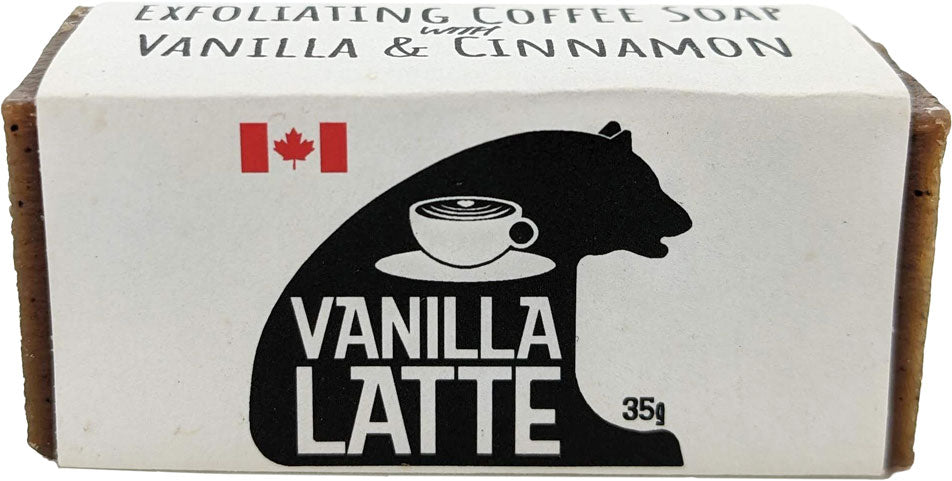 EXFOLIATING COFFEE SOAP
WITH
VANILLA & CINNAMON
VANILLA
LATTE
35g